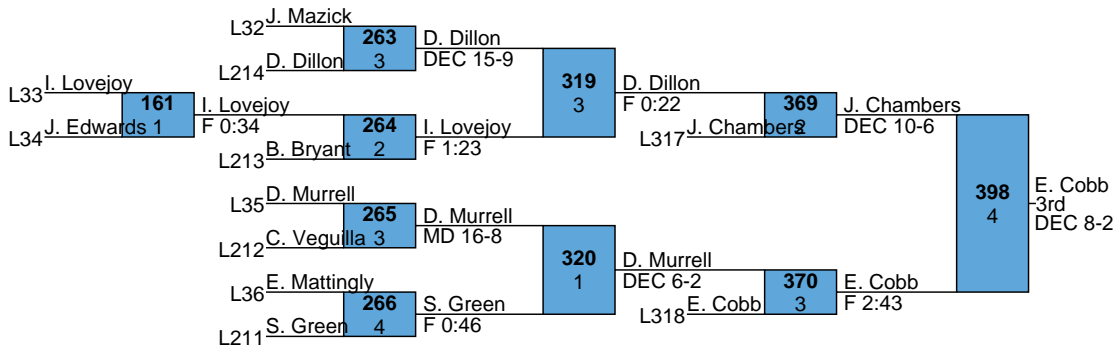 J. Mazick
L32
263
3
D. Dillon
L214
D. Dillon
DEC 15-9
319
3
I. Lovejoy
L33
161
1
J. Edwards
L34
I. Lovejoy
F 0:34
264
2
B. Bryant
L213
I. Lovejoy
F 1:23
D. Dillon
F 0:22
369
2
J. Chambers
L317
J. Chambers
DEC 10-6
D. Murrell
L35
265
3
C. Veguilla
L212
D. Murrell
MD 16-8
320
1
E. Mattingly
L36
266
4
S. Green
L211
S. Green
F 0:46
D. Murrell
DEC 6-2
370
3
E. Cobb
L318
E. Cobb
F 2:43
398
4
E. Cobb
3rd
DEC 8-2